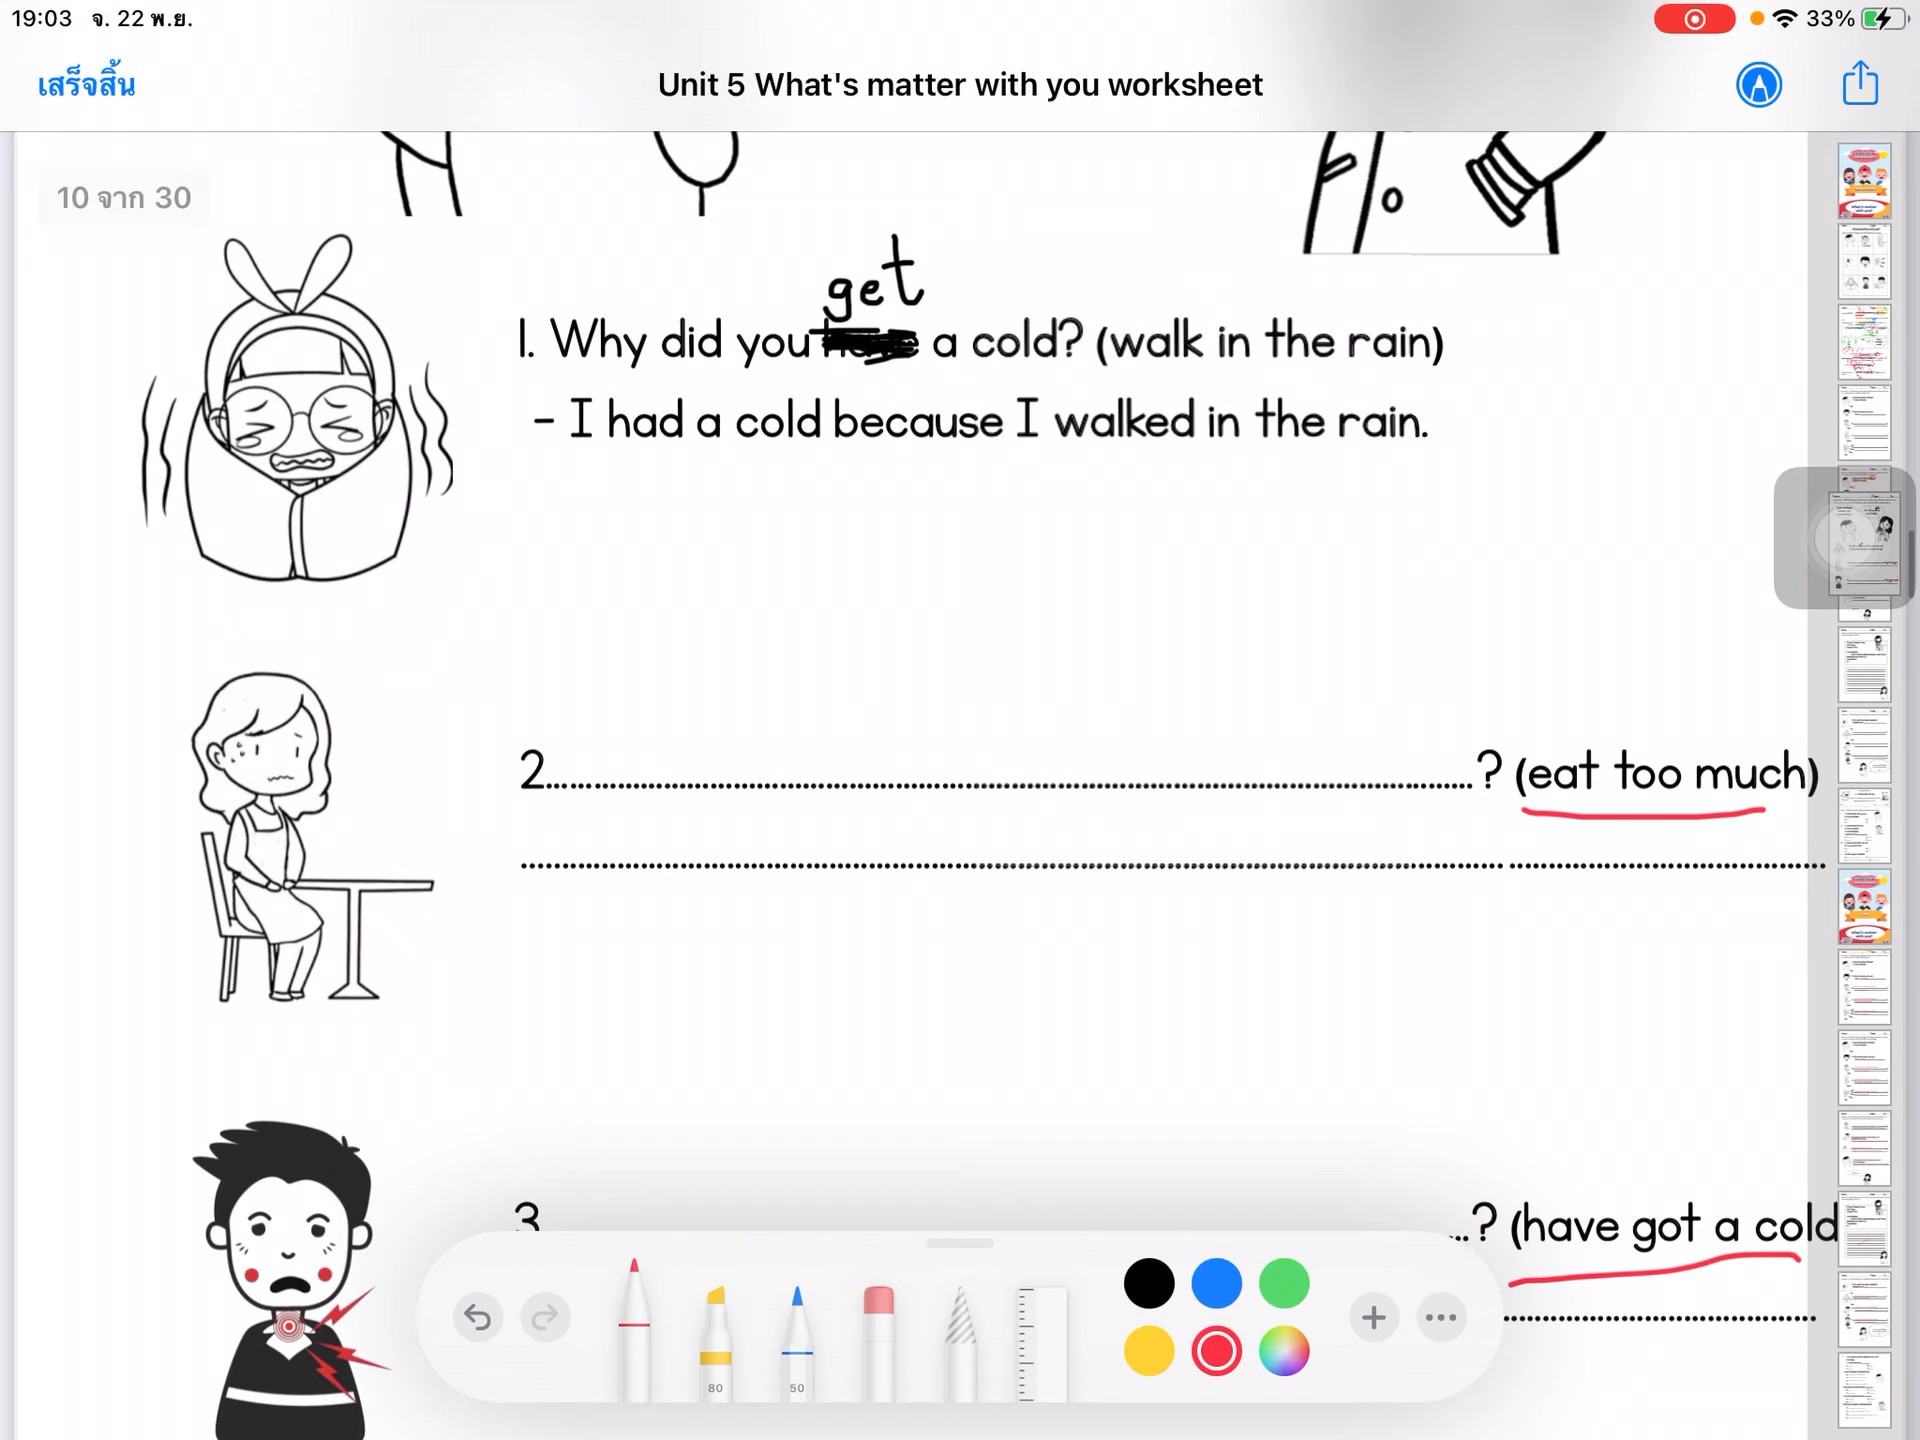 19:03 จ. 22 พ.ย.
33%
เสร็จสิ้น
Unit 5 What's matter with you worksheet
10 จาก 30
get
1. Why did you a cold? (walk in the rain)
- I had a cold because I walked in the rain.
2..........? (eat too much)
3 ..? (have got a cold
80
50